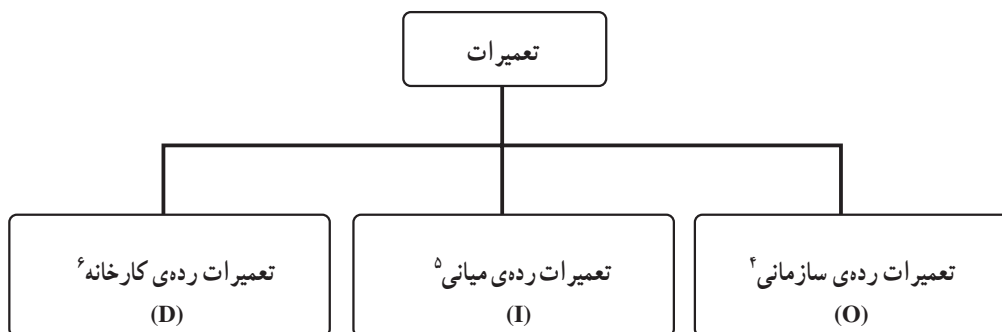 تعمیرات
تعمیرات رده‌ی سازمانی۴
(O)
تعمیرات رده‌ی میانی۵
(I)
تعمیرات رده‌ی کارخانه۶
(D)